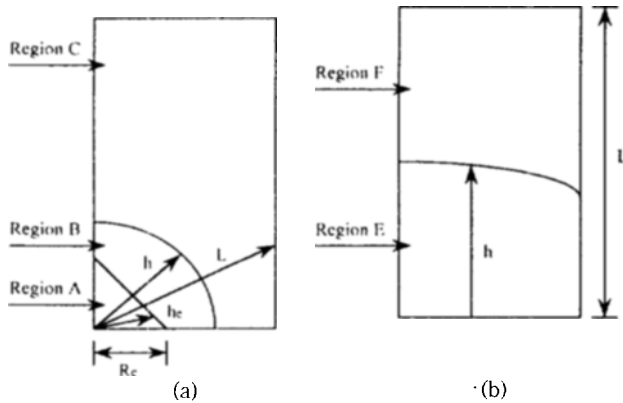 Region C
Region B
Region A
h
L
he
Re
(a)
Region F
Region E
h
L
(b)